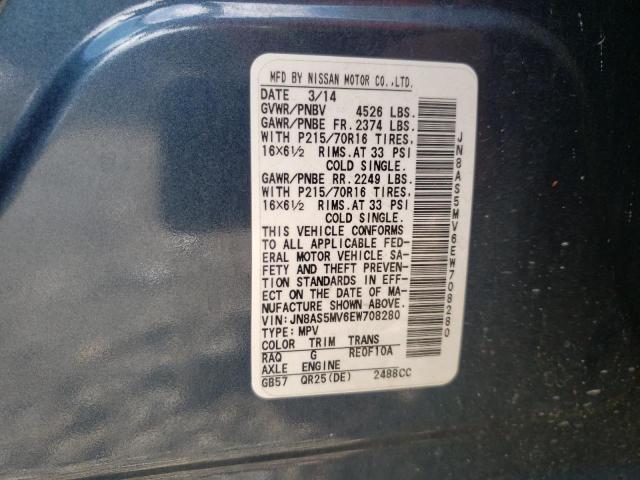 MFD BY NISSAN MOTOR CO.,LTD.
DATE 3/14
GVWR/PNBV 4526 LBS.
GAWR/PNBE FR. 2374 LBS.
WITH P215/70R16 TIRES,
16X6½ RIMS.AT 33 PSI
COLD SINGLE.
GAWR/PNBE RR. 2249 LBS.
WITH P215/70R16 TIRES,
16X6½ RIMS.AT 33 PSI
COLD SINGLE.
THIS VEHICLE CONFORMS
TO ALL APPLICABLE FED-
ERAL MOTOR VEHICLE SA-
FETY AND THEFT PREVEN-
TION STANDARDS IN EFF-
ECT ON THE DATE OF MA-
NUFACTURE SHOWN ABOVE.
VIN:JN8AS5MV6EW708280
TYPE:MPV
COLOR TRIM TRANS
RAQ G RE0F10A
AXLE ENGINE
GB57 QR25(DE) 2488CC
JN8AS5MV6EW708280